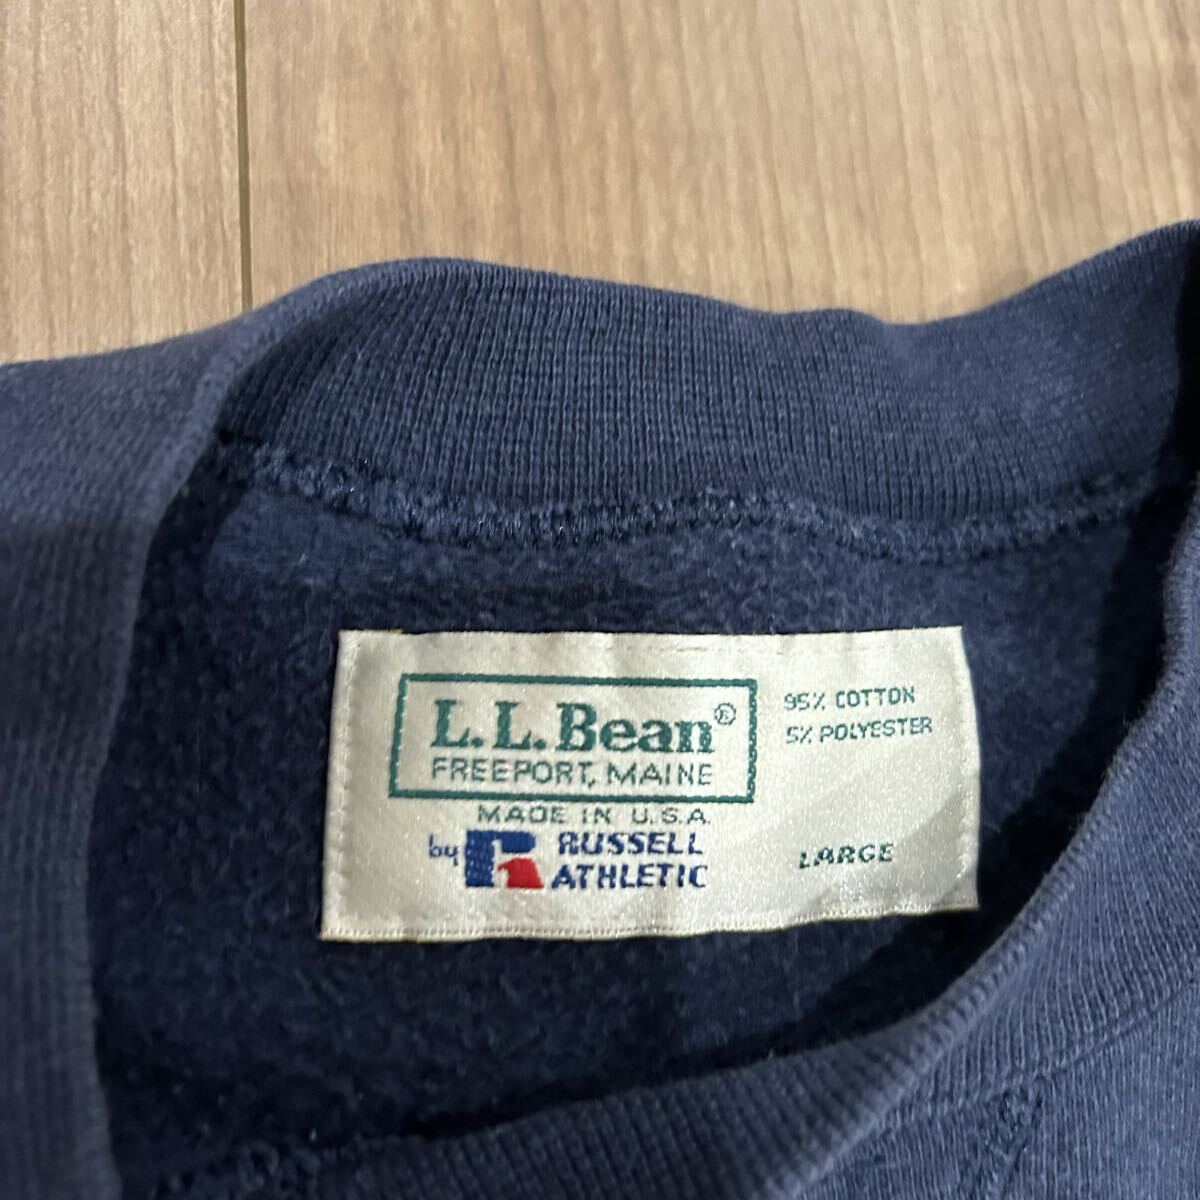 L.L.Bean®
FREEPORT, MAINE
MADE IN U.S.A.
by RUSSELL
ATHLETIC
95% COTTON
5% POLYESTER
LARGE